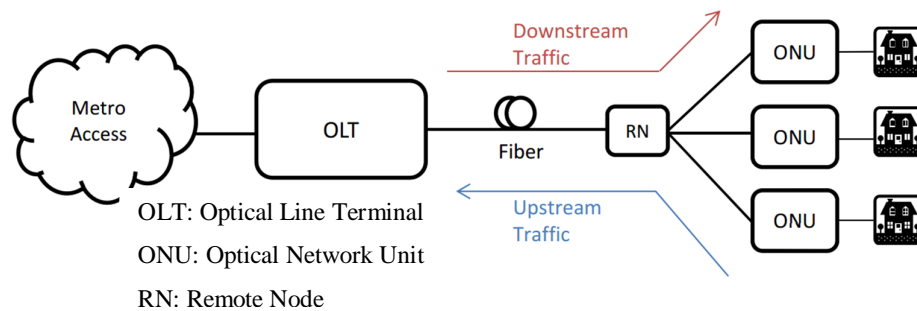 Downstream
Traffic
ONU
Metro
Access
OLT
Fiber
RN
ONU
Upstream
Traffic
ONU
OLT: Optical Line Terminal
ONU: Optical Network Unit
RN: Remote Node